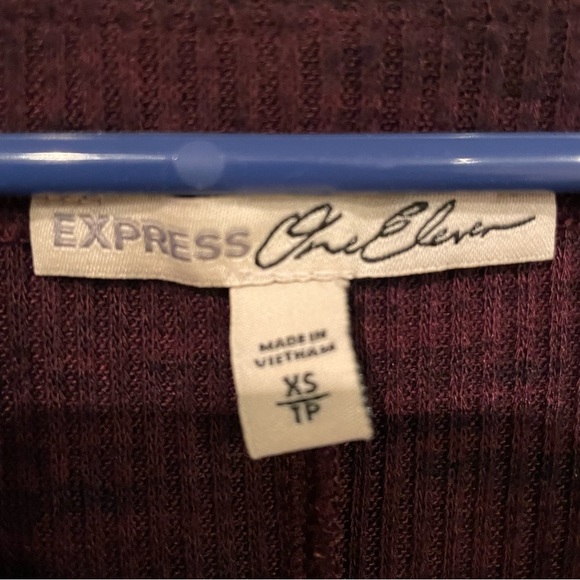 EXPRESS One Eleven
MADE IN
VIETNAM
XS
TP